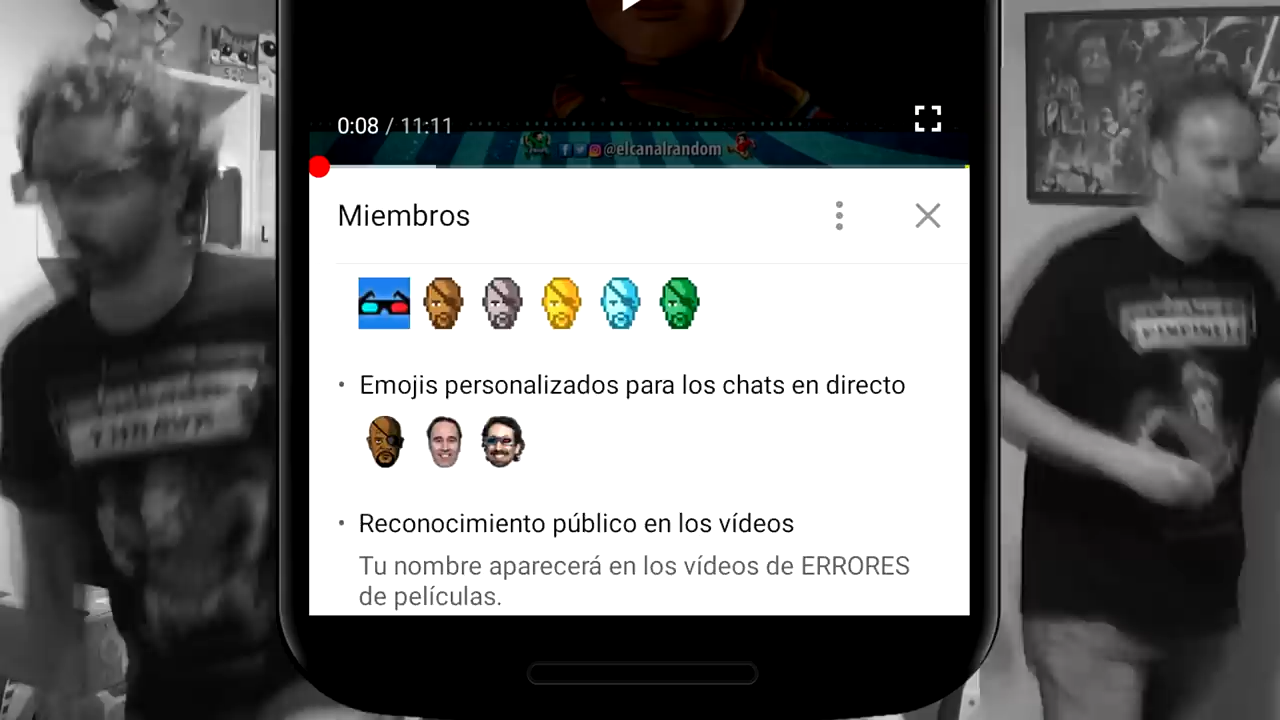 0:08 / 11:11
@elcanalrandom
Miembros
• Emojis personalizados para los chats en directo
• Reconocimiento público en los vídeos
Tu nombre aparecerá en los vídeos de ERRORES
de películas.